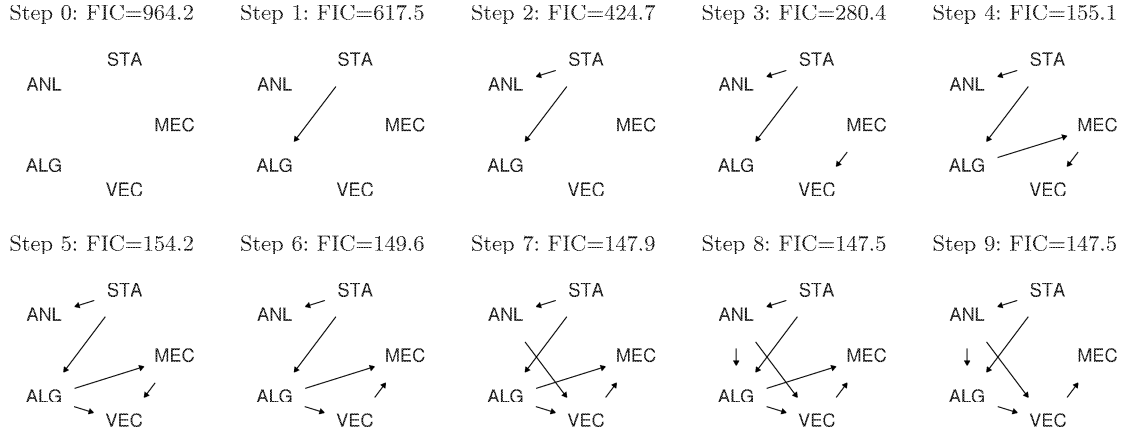 Step 0: FIC=964.2 Step 1: FIC=617.5 Step 2: FIC=424.7 Step 3: FIC=280.4 Step 4: FIC=155.1
STA STA STA STA STA
ANL ANL ANL ANL ANL
MEC MEC MEC MEC MEC
ALG ALG ALG ALG ALG
VEC VEC VEC VEC VEC
Step 5: FIC=154.2 Step 6: FIC=149.6 Step 7: FIC=147.9 Step 8: FIC=147.5 Step 9: FIC=147.5
STA STA STA STA STA
ANL ANL ANL ANL ANL
MEC MEC MEC MEC MEC
ALG ALG ALG ALG ALG
VEC VEC VEC VEC VEC